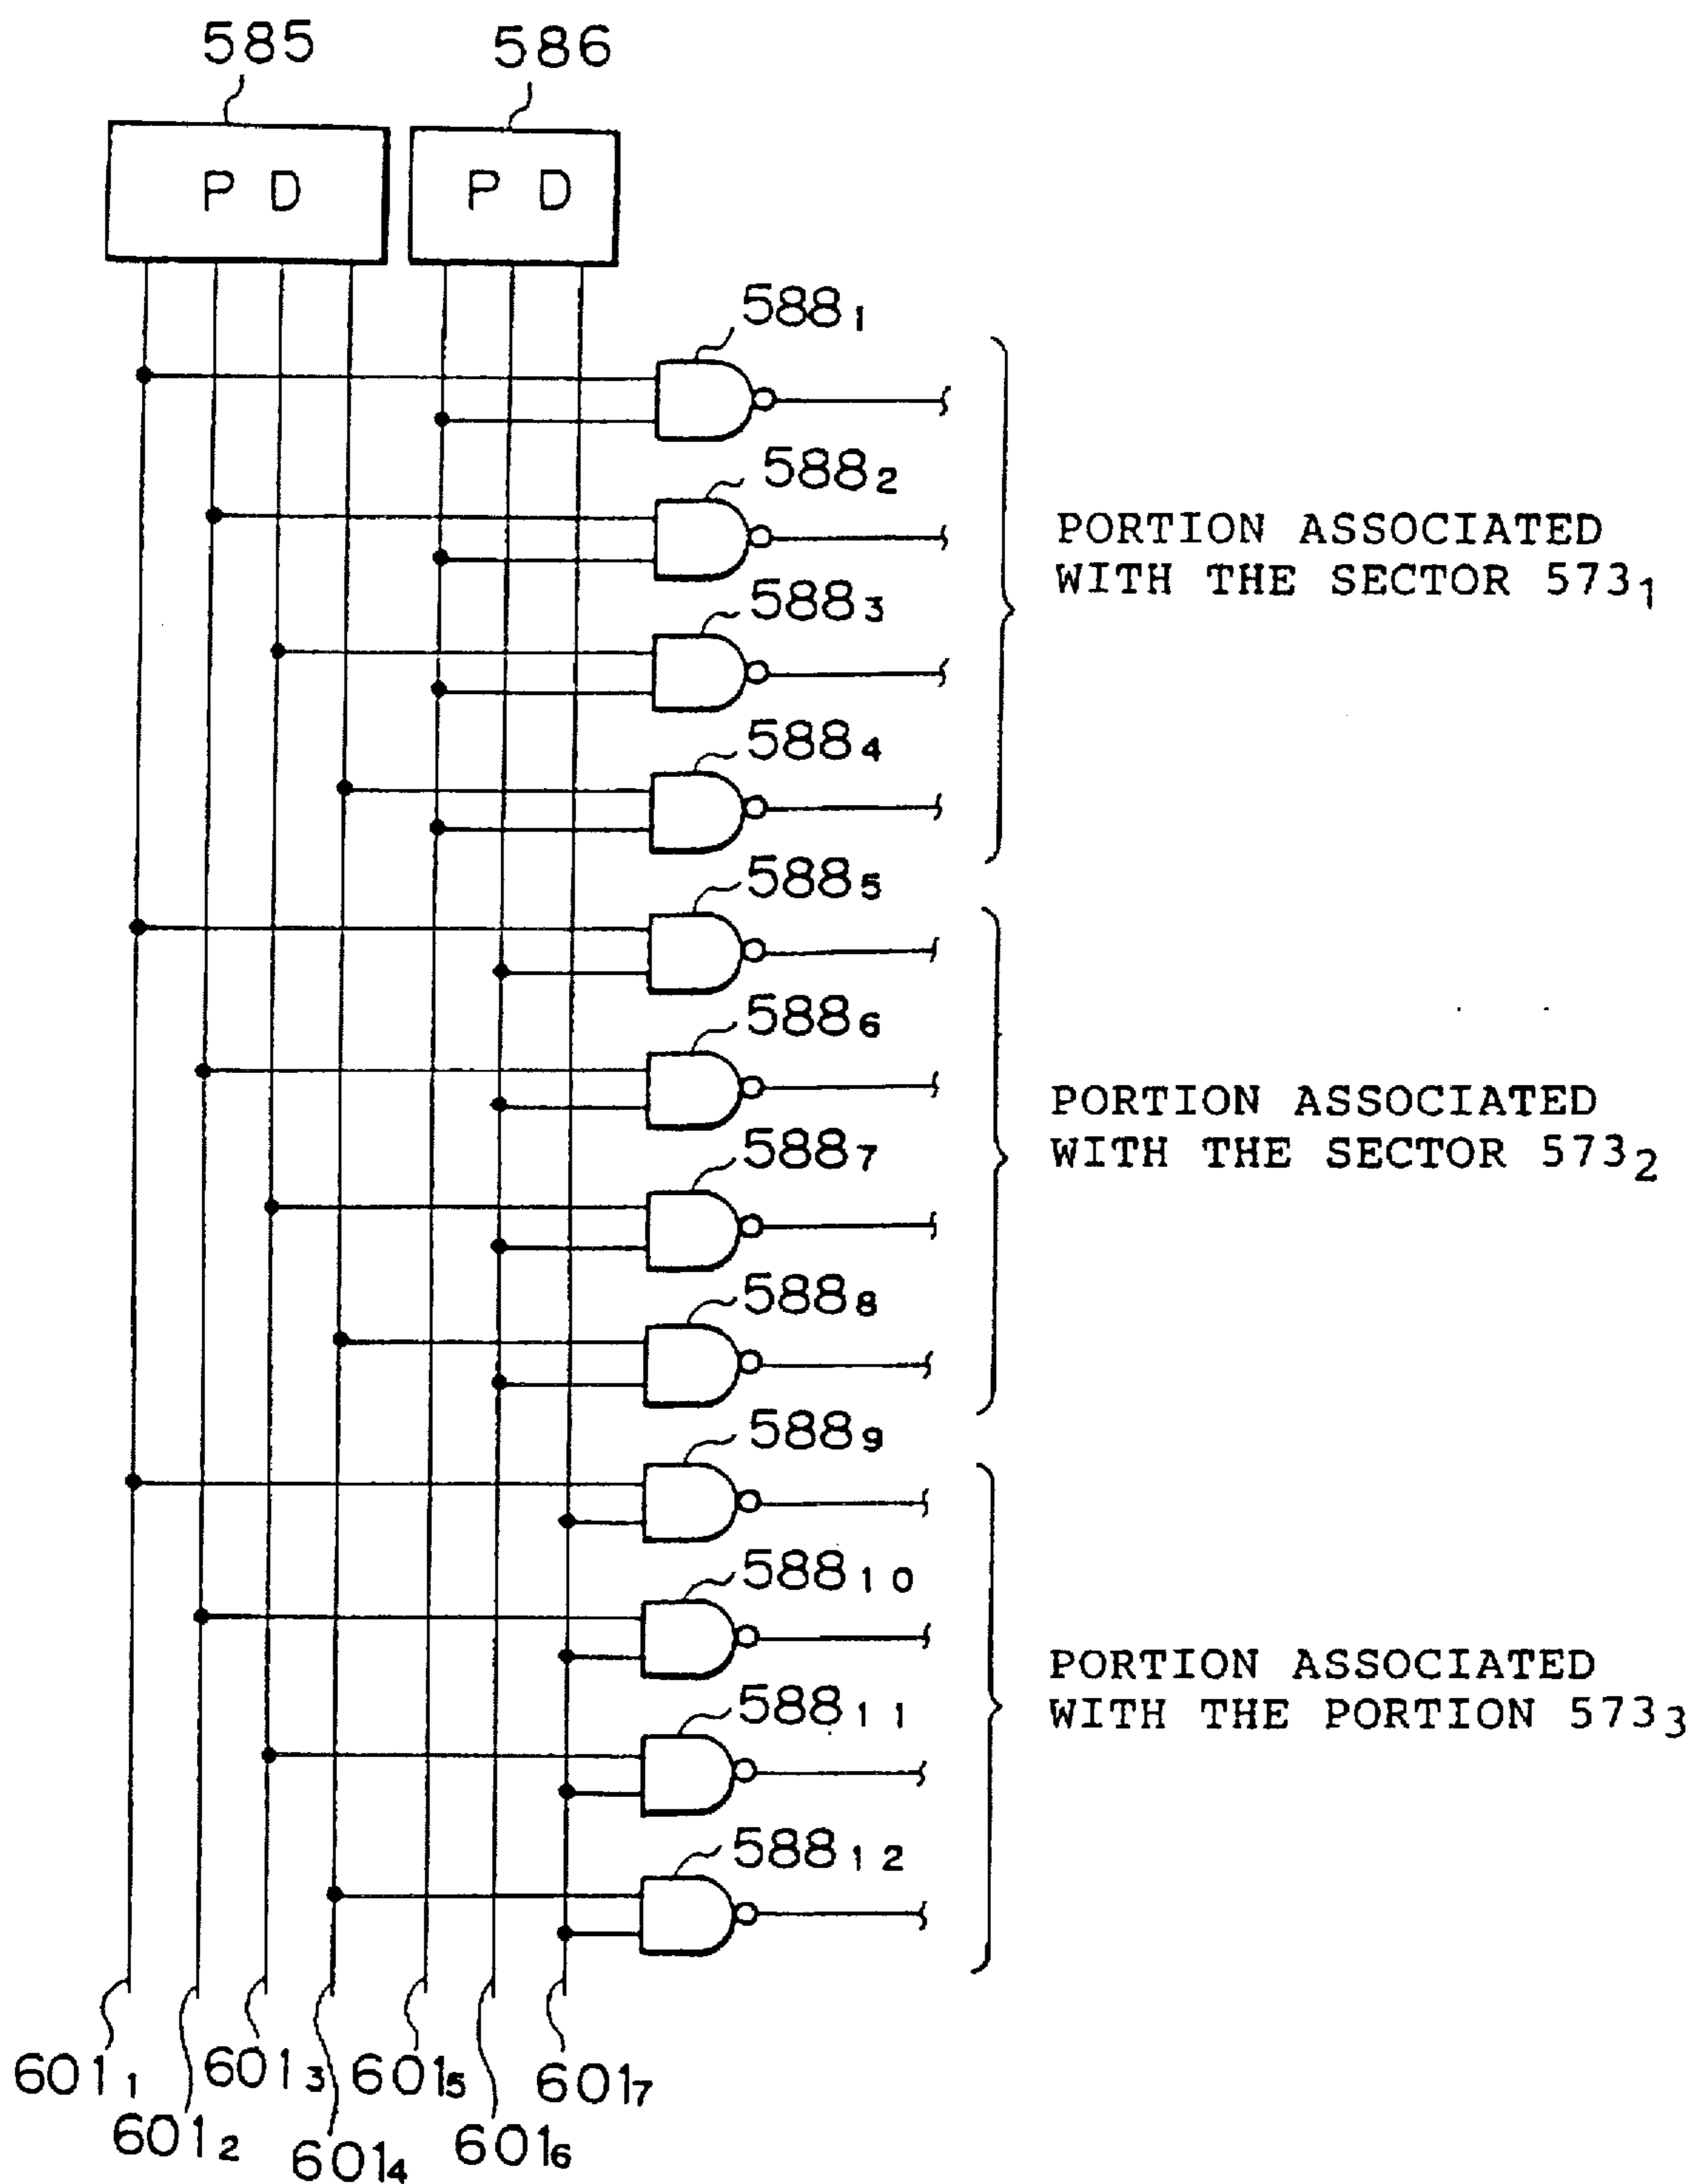 585 586
P D P D
588₁
588₂
PORTION ASSOCIATED
WITH THE SECTOR 573₁
588₃
588₄
588₅
588₆
PORTION ASSOCIATED
WITH THE SECTOR 573₂
588₇
588₈
588₉
588₁₀
PORTION ASSOCIATED
WITH THE PORTION 573₃
588₁₁
588₁₂
601₁ 601₃ 601₅ 601₇
601₂ 601₄ 601₆